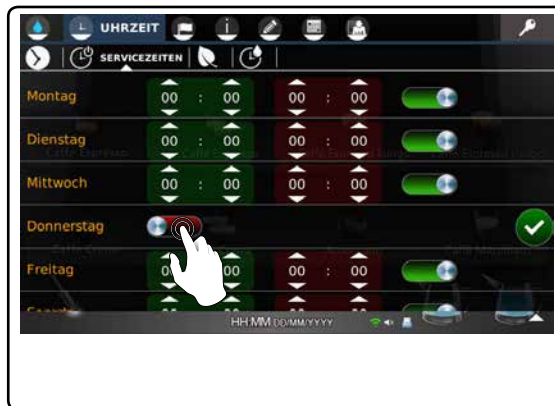 UHRZEIT
SERVICEZEITEN
Montag 00 : 00 00 : 00
Dienstag 00 : 00 00 : 00
Mittwoch 00 : 00 00 : 00
Donnerstag
Freitag 00 00 : 00
HH:MM DD/MM/YYYY